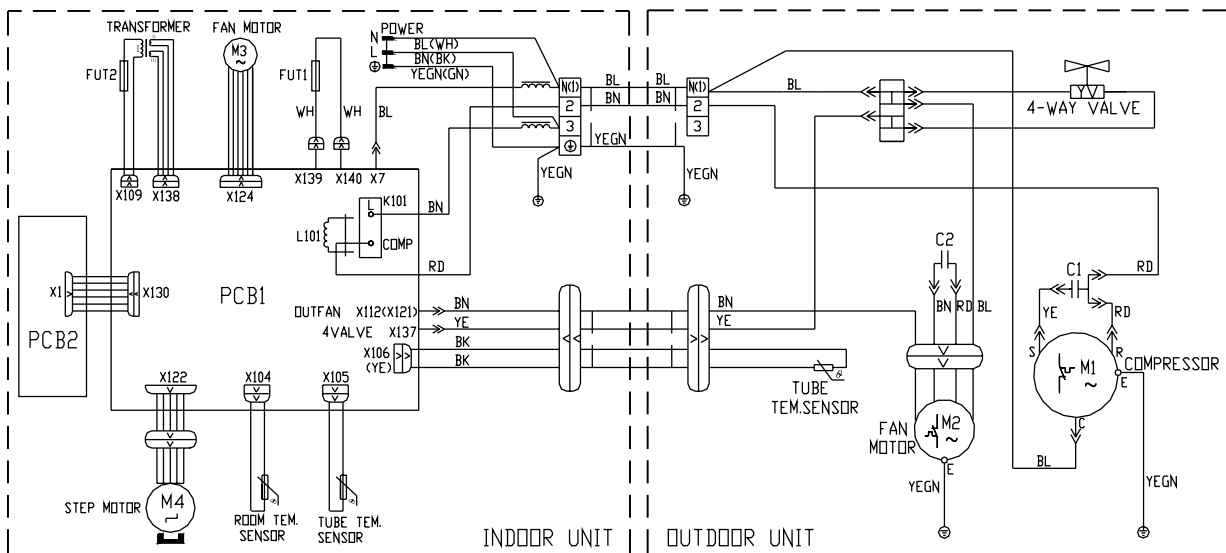 TRANSFORMER
FAN MOTOR
POWER
M3
~
N
L
BL(WH)
BN(BK)
YEGN(GN)
FUT2
FUT1
WH
WH
BL
N(1)
2
3
BL
BN
BL
BN
YEGN
YEGN
N(1)
2
3
YEGN
BL
4-WAY VALVE
X109
X138
X124
X139
X140
X7
L
K101
L101
COMP
BN
RD
X1
X130
PCB1
PCB2
OUTFAN X112(X121)
4VALVE X137
X106
(YE)
BN
YE
BK
BK
BN
YE
TUBE
TEM.SENSOR
C2
BN
RD
BL
C1
RD
YE
RD
S
R
M1
~
E
COMPRESSOR
C
BL
YEGN
FAN
MOTOR
M2
~
E
YEGN
X122
X104
X105
STEP MOTOR
M4
ROOM TEM.
SENSOR
TUBE TEM.
SENSOR
INDOOR UNIT
OUTDOOR UNIT